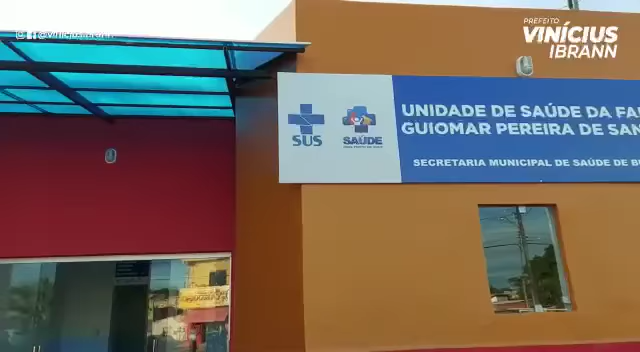 @VINICIUSIBRANN
PREFEITO
VINÍCIUS
IBRANN
UNIDADE DE SAÚDE DA FA
GUIOMAR PEREIRA DE SAN
SUS
SAÚDE
SECRETARIA MUNICIPAL DE SAÚDE DE B